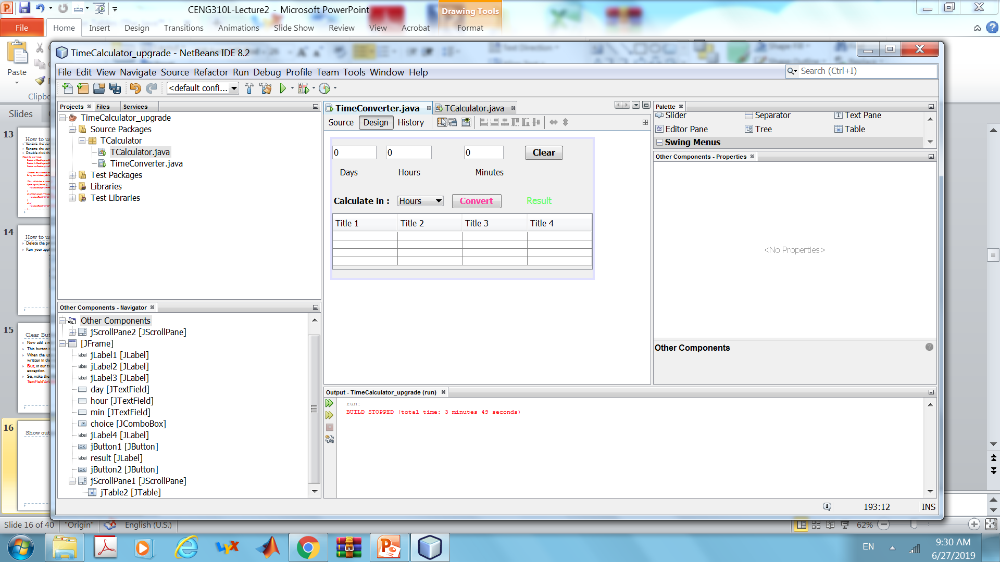 CENG310L-Lecture2 - Microsoft PowerPoint
Drawing Tools
File Home Insert Design Transitions Animations Slide Show Review View Acrobat Format
Paste
Slides
13
How to us
14
How to us
Delete the pr
Run your appl
15
Clear But
Now add a n
This button i
When the us
written in the
But, in our ti
exception.
So, make the
TextFieldVari
16
Show out
TimeCalculator_upgrade - NetBeans IDE 8.2
File Edit View Navigate Source Refactor Run Debug Profile Team Tools Window Help
Search (Ctrl+I)
<default confi...
Projects Files Services
TimeCalculator_upgrade
Source Packages
TCalculator
TCalculator.java
TimeConverter.java
Test Packages
Libraries
Test Libraries
Other Components - Navigator
Other Components
jScrollPane2 [JScrollPane]
[JFrame]
jLabel1 [JLabel]
jLabel2 [JLabel]
jLabel3 [JLabel]
day [JTextField]
hour [JTextField]
min [JTextField]
choice [JComboBox]
jLabel4 [JLabel]
jButton1 [JButton]
result [JLabel]
jButton2 [JButton]
jScrollPane1 [JScrollPane]
jTable2 [JTable]
TimeConverter.java TCalculator.java
Source Design History
0 0 0 Clear
Days Hours Minutes
Calculate in : Hours Convert Result
Title 1 Title 2 Title 3 Title 4
Palette
Slider Separator Text Pane
Editor Pane Tree Table
Swing Menus
Other Components - Properties
<No Properties>
Other Components
Output - TimeCalculator_upgrade (run)
run:
BUILD STOPPED (total time: 3 minutes 49 seconds)
193:12 INS
Slide 16 of 40 "Origin" English (U.S.) 62%
EN 9:30 AM
6/27/2019